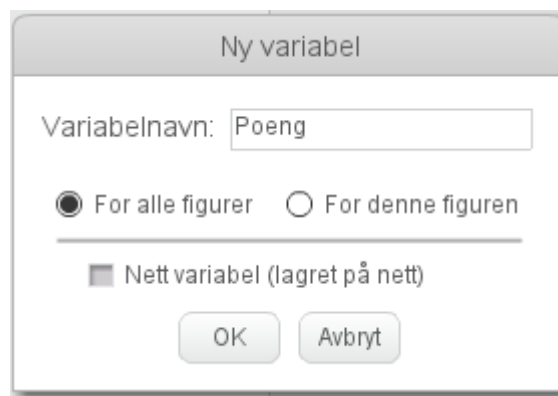 Ny variabel
Variabelnavn: Poeng
For alle figurer For denne figuren
Nett variabel (lagret på nett)
OK Avbryt